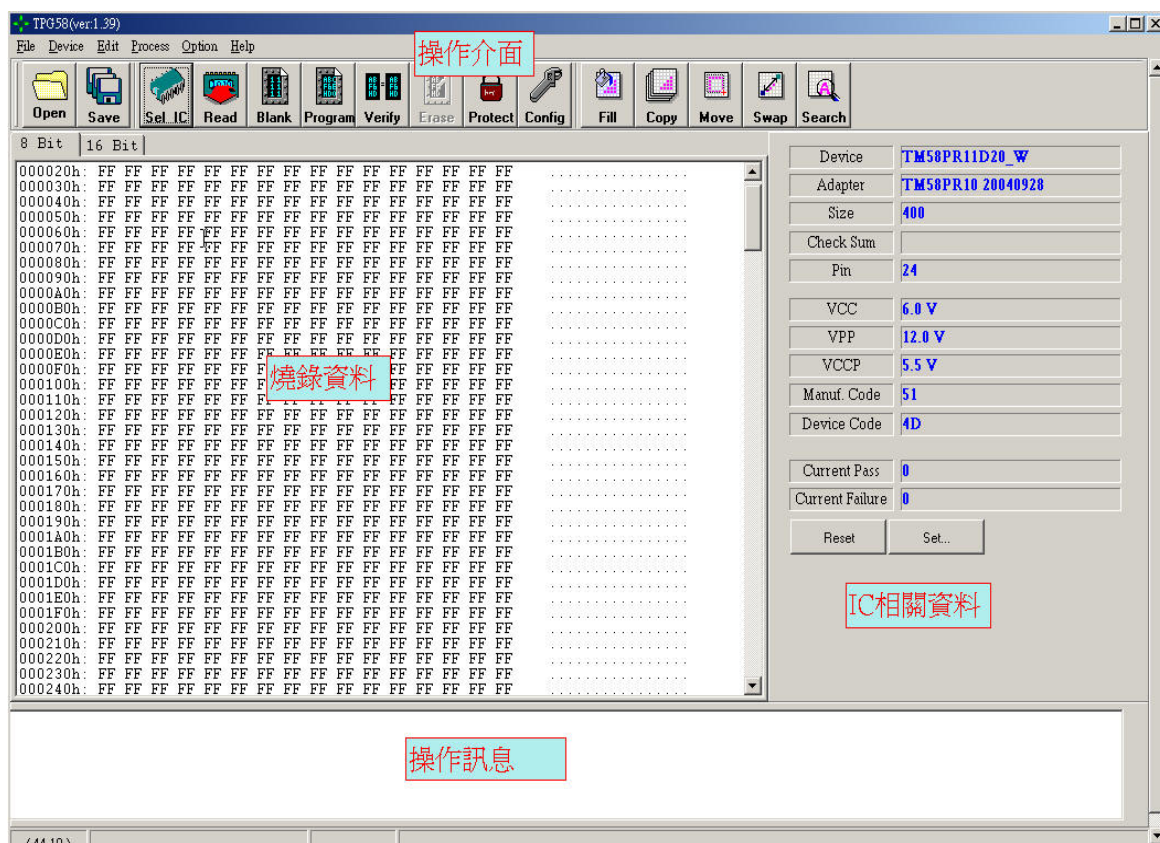 TPG58(ver:1.39)
File Device Edit Process Option Help
操作介面
Open Save Sel_IC Read Blank Program Verify Erase Protect Config Fill Copy Move Swap Search
8 Bit 16 Bit
000020h: FF FF FF FF FF FF FF FF FF FF FF FF FF FF FF FF ................
000030h: FF FF FF FF FF FF FF FF FF FF FF FF FF FF FF FF ................
000040h: FF FF FF FF FF FF FF FF FF FF FF FF FF FF FF FF ................
000050h: FF FF FF FF FF FF FF FF FF FF FF FF FF FF FF FF ................
000060h: FF FF FF FF FF FF FF FF FF FF FF FF FF FF FF FF ................
000070h: FF FF FF FF FF FF FF FF FF FF FF FF FF FF FF FF ................
000080h: FF FF FF FF FF FF FF FF FF FF FF FF FF FF FF FF ................
000090h: FF FF FF FF FF FF FF FF FF FF FF FF FF FF FF FF ................
0000A0h: FF FF FF FF FF FF FF FF FF FF FF FF FF FF FF FF ................
0000B0h: FF FF FF FF FF FF FF FF FF FF FF FF FF FF FF FF ................
0000C0h: FF FF FF FF FF FF FF FF FF FF FF FF FF FF FF FF ................
0000D0h: FF FF FF FF FF FF FF FF FF FF FF FF FF FF FF FF ................
0000E0h: FF FF FF FF FF FF FF FF FF FF FF FF FF FF FF FF ................
0000F0h: FF FF FF FF FF FF FF FF FF FF FF FF ................
燒錄資料
000100h: FF FF FF FF FF FF FF FF FF FF FF FF ................
000110h: FF FF FF FF FF FF FF FF FF FF FF FF FF FF FF FF ................
000120h: FF FF FF FF FF FF FF FF FF FF FF FF FF FF FF FF ................
000130h: FF FF FF FF FF FF FF FF FF FF FF FF FF FF FF FF ................
000140h: FF FF FF FF FF FF FF FF FF FF FF FF FF FF FF FF ................
000150h: FF FF FF FF FF FF FF FF FF FF FF FF FF FF FF FF ................
000160h: FF FF FF FF FF FF FF FF FF FF FF FF FF FF FF FF ................
000170h: FF FF FF FF FF FF FF FF FF FF FF FF FF FF FF FF ................
000180h: FF FF FF FF FF FF FF FF FF FF FF FF FF FF FF FF ................
000190h: FF FF FF FF FF FF FF FF FF FF FF FF FF FF FF FF ................
0001A0h: FF FF FF FF FF FF FF FF FF FF FF FF FF FF FF FF ................
0001B0h: FF FF FF FF FF FF FF FF FF FF FF FF FF FF FF FF ................
0001C0h: FF FF FF FF FF FF FF FF FF FF FF FF FF FF FF FF ................
0001D0h: FF FF FF FF FF FF FF FF FF FF FF FF FF FF FF FF ................
0001E0h: FF FF FF FF FF FF FF FF FF FF FF FF FF FF FF FF ................
0001F0h: FF FF FF FF FF FF FF FF FF FF FF FF FF FF FF FF ................
000200h: FF FF FF FF FF FF FF FF FF FF FF FF FF FF FF FF ................
000210h: FF FF FF FF FF FF FF FF FF FF FF FF FF FF FF FF ................
000220h: FF FF FF FF FF FF FF FF FF FF FF FF FF FF FF FF ................
000230h: FF FF FF FF FF FF FF FF FF FF FF FF FF FF FF FF ................
000240h: FF FF FF FF FF FF FF FF FF FF FF FF FF FF FF FF ................
Device TM58PR11D20_W
Adapter TM58PR10 20040928
Size 400
Check Sum
Pin 24
VCC 6.0 V
VPP 12.0 V
VCCP 5.5 V
Manuf. Code 51
Device Code 4D
Current Pass 0
Current Failure 0
Reset Set...
IC相關資料
操作訊息